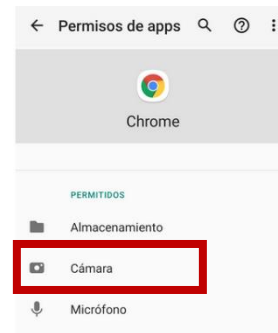 Permisos de apps
Chrome
PERMITIDOS
Almacenamiento
Cámara
Micrófono